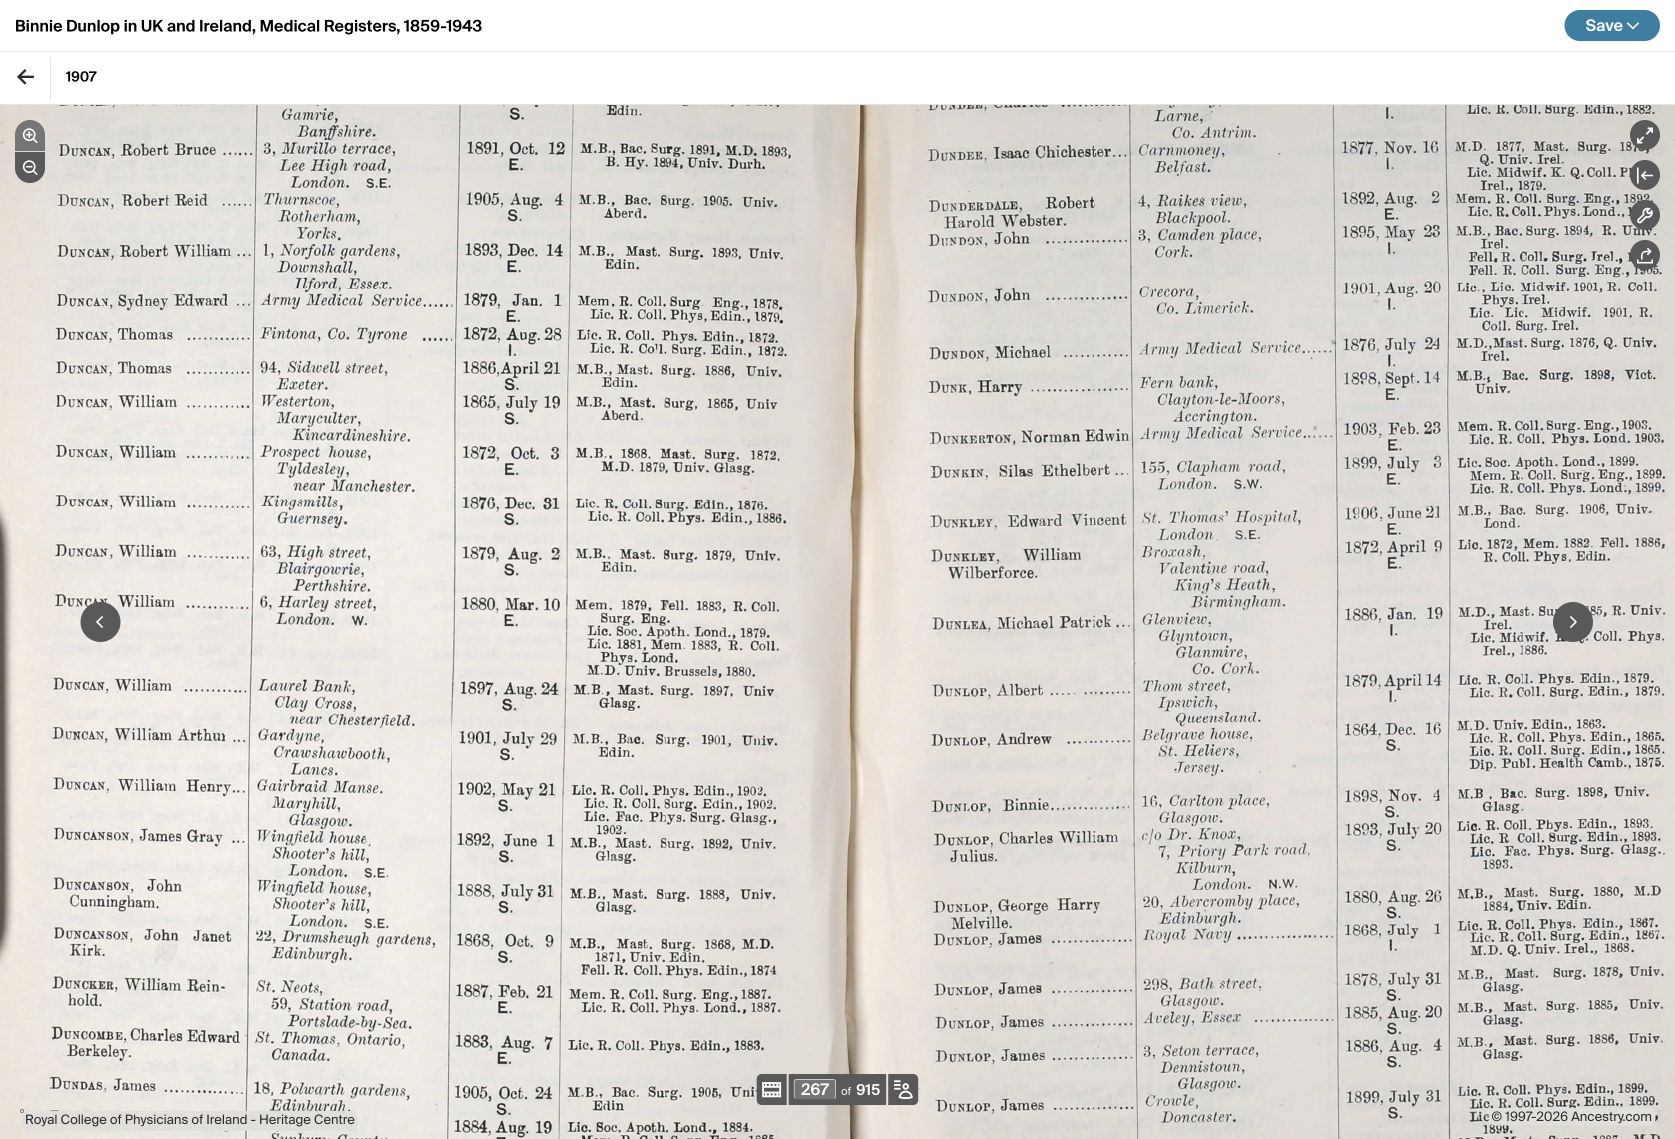 Binnie Dunlop in UK and Ireland, Medical Registers, 1859-1943
Save
1907
Gamrie,
Banffshire.
S.
Edin.
DUNCAN, Robert Bruce ......
3, Murillo terrace,
Lee High road,
London. S.E.
1891, Oct. 12
E.
M.B., Bac. Surg. 1891, M.D. 1893,
B. Hy. 1894, Univ. Durh.
DUNCAN, Robert Reid ......
Thurnscoe,
Rotherham,
Yorks.
1905, Aug. 4
S.
M.B., Bac. Surg. 1905. Univ.
Aberd.
DUNCAN, Robert William ...
1, Norfolk gardens,
Downshall,
Ilford, Essex.
1893, Dec. 14
E.
M.B., Mast. Surg. 1893, Univ.
Edin.
DUNCAN, Sydney Edward ...
Army Medical Service......
1879, Jan. 1
E.
Mem. R. Coll. Surg Eng., 1878.
Lic. R. Coll. Phys, Edin., 1879.
DUNCAN, Thomas ............
Fintona, Co. Tyrone ......
1872, Aug. 28
I.
Lic. R. Coll. Phys. Edin., 1872.
Lic. R. Coll. Surg. Edin., 1872.
DUNCAN, Thomas ............
94, Sidwell street,
Exeter.
1886, April 21
S.
M.B., Mast. Surg. 1886, Univ.
Edin.
DUNCAN, William ............
Westerton,
Maryculter,
Kincardineshire.
1865, July 19
S.
M.B., Mast. Surg, 1865, Univ
Aberd.
DUNCAN, William ............
Prospect house,
Tyldesley,
near Manchester.
1872, Oct. 3
E.
M.B., 1868. Mast. Surg. 1872,
M.D. 1879, Univ. Glasg.
DUNCAN, William ............
Kingsmills,
Guernsey.
1876, Dec. 31
S.
Lic. R. Coll. Surg. Edin., 1876.
Lic. R. Coll. Phys. Edin., 1886.
DUNCAN, William ............
63, High street,
Blairgowrie,
Perthshire.
1879, Aug. 2
S.
M.B., Mast. Surg. 1879, Univ.
Edin.
DUNCAN, William ............
6, Harley street,
London. W.
1880, Mar. 10
E.
Mem. 1879, Fell. 1883, R. Coll.
Surg. Eng.
Lic. Soc. Apoth. Lond., 1879.
Lic. 1881, Mem 1883, R. Coll.
Phys. Lond.
M.D. Univ. Brussels, 1880.
DUNCAN, William ............
Laurel Bank,
Clay Cross,
near Chesterfield.
1897, Aug. 24
S.
M.B., Mast. Surg. 1897, Univ
Glasg.
DUNCAN, William Arthur ...
Gardyne,
Crawshawbooth,
Lancs.
1901, July 29
S.
M.B., Bac. Surg. 1901, Univ.
Edin.
DUNCAN, William Henry...
Gairbraid Manse.
Maryhill,
Glasgow.
1902, May 21
S.
Lic. R. Coll. Phys. Edin., 1902.
Lic. R. Coll. Surg. Edin., 1902.
Lic. Fac. Phys. Surg. Glasg.,
1902.
DUNCANSON, James Gray ...
Wingfield house,
Shooter's hill,
London. S.E.
1892, June 1
S.
M.B., Mast. Surg. 1892, Univ.
Glasg.
DUNCANSON, John
Cunningham.
Wingfield house,
Shooter's hill,
London. S.E.
1888, July 31
S.
M.B., Mast. Surg. 1888, Univ.
Glasg.
DUNCANSON, John Janet
Kirk.
22, Drumsheugh gardens,
Edinburgh.
1868, Oct. 9
S.
M.B., Mast. Surg. 1868, M.D.
1871, Univ. Edin.
Fell. R. Coll. Phys. Edin., 1874
DUNCKER, William Rein-
hold.
St. Neots,
59, Station road,
Portslade-by-Sea.
1887, Feb. 21
E.
Mem. R. Coll. Surg. Eng., 1887.
Lic. R. Coll. Phys. Lond., 1887.
DUNCOMBE, Charles Edward
Berkeley.
St. Thomas, Ontario,
Canada.
1883, Aug. 7
E.
Lic. R. Coll. Phys. Edin., 1883.
DUNDAS, James ..............
18, Polwarth gardens,
Edinburgh.
1905, Oct. 24
S.
M.B., Bac. Surg. 1905, Uni
Edin
1884, Aug. 19
Lic. Soc. Apoth. Lond., 1884.
Larne,
Co. Antrim.
I.
Lic. R. Coll. Surg. Edin., 1882.
DUNDEE, Isaac Chichester...
Carnmoney,
Belfast.
1877, Nov. 16
I.
M.D. 1877, Mast. Surg.
Q. Univ. Irel.
Lic. Midwif. K. Q. Coll.
Irel., 1879.
DUNDERDALE, Robert
Harold Webster.
4, Raikes view,
Blackpool.
1892, Aug. 2
E.
Mem. R. Coll. Surg. Eng., 1892.
Lic. R. Coll. Phys. Lond.,
DUNDON, John ..............
3, Camden place,
Cork.
1895, May 23
I.
M.B., Bac. Surg. 1894, R. Univ.
Irel.
Fell. R. Coll. Surg. Irel.,
Fell. R. Coll. Surg. Eng., 1905.
DUNDON, John ..............
Crecora,
Co. Limerick.
1901, Aug. 20
I.
Lic., Lic. Midwif. 1901, R. Coll.
Phys. Irel.
Lic. Lic. Midwif. 1901, R.
Coll. Surg. Irel.
DUNDON, Michael ............
Army Medical Service......
1876, July 24
I.
M.D., Mast. Surg. 1876, Q. Univ.
Irel.
DUNK, Harry ................
Fern bank,
Clayton-le-Moors,
Accrington.
1898, Sept. 14
E.
M.B., Bac. Surg. 1898, Vict.
Univ.
DUNKERTON, Norman Edwin
Army Medical Service......
1903, Feb. 23
E.
Mem. R. Coll. Surg. Eng., 1903.
Lic. R. Coll. Phys. Lond. 1903.
DUNKIN, Silas Ethelbert ...
155, Clapham road,
London. S.W.
1899, July 3
E.
Lic. Soc. Apoth. Lond., 1899.
Mem. R. Coll. Surg. Eng., 1899.
Lic. R. Coll. Phys. Lond., 1899.
DUNKLEY, Edward Vincent
St. Thomas' Hospital,
London S.E.
1906, June 21
E.
M.B., Bac. Surg. 1906, Univ.
Lond.
DUNKLEY, William
Wilberforce.
Broxash,
Valentine road,
King's Heath,
Birmingham.
1872, April 9
E.
Lic. 1872, Mem. 1882. Fell. 1886,
R. Coll. Phys. Edin.
DUNLEA, Michael Patrick ...
Glenview,
Glyntown,
Glanmire,
Co. Cork.
1886, Jan. 19
I.
M.D., Mast. 85, R. Univ.
Irel.
Lic. Midwif. Coll. Phys.
Irel., 1886.
DUNLOP, Albert ..............
Thom street,
Ipswich,
Queensland.
1879, April 14
I.
Lic. R. Coll. Phys. Edin., 1879.
Lic. R. Coll. Surg. Edin., 1879.
DUNLOP, Andrew ............
Belgrave house,
St. Heliers,
Jersey.
1864, Dec. 16
S.
M.D. Univ. Edin., 1863.
Lic. R. Coll. Phys. Edin., 1865.
Lic. R. Coll. Surg. Edin., 1865.
Dip. Publ. Health Camb., 1875.
DUNLOP, Binnie..............
16, Carlton place,
Glasgow.
1898, Nov. 4
S.
M.B, Bac. Surg. 1898, Univ.
Glasg.
DUNLOP, Charles William
Julius.
c/o Dr. Knox,
7, Priory Park road,
Kilburn,
London. N.W.
1893, July 20
S.
Lic. R. Coll. Phys. Edin., 1893.
Lic. R Coll. Surg. Edin., 1893.
Lic. Fac. Phys. Surg. Glasg.,
1893.
DUNLOP, George Harry
Melville.
20, Abercromby place,
Edinburgh.
1880, Aug. 26
S.
M.B., Mast. Surg. 1880, M.D
1884, Univ. Edin.
DUNLOP, James ..............
Royal Navy ................
1868, July 1
I.
Lic. R. Coll. Phys. Edin., 1867.
Lic. R. Coll. Surg. Edin., 1867.
M.D. Q. Univ. Irel., 1868.
DUNLOP, James ..............
298, Bath street,
Glasgow.
1878, July 31
S.
M.B., Mast. Surg. 1878, Univ.
Glasg.
DUNLOP, James ..............
Aveley, Essex ............
1885, Aug. 20
S.
M.B., Mast. Surg. 1885, Univ.
Glasg.
DUNLOP, James ..............
3, Seton terrace,
Dennistoun,
Glasgow.
1886, Aug. 4
S.
M.B., Mast. Surg. 1886, Univ.
Glasg.
DUNLOP, James ..............
Crowle,
Doncaster.
1899, July 31
S.
Lic. R. Coll. Phys. Edin., 1899.
Lic. R. Coll. Surg. Edin., 1899.
Lic
1899.
267 of 915
Royal College of Physicians of Ireland - Heritage Centre
© 1997-2026 Ancestry.com